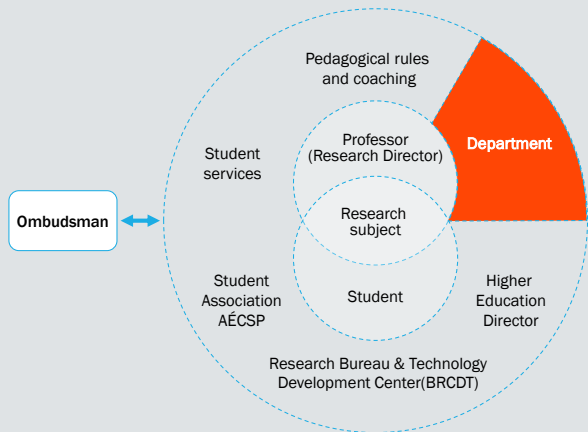 Pedagogical rules
and coaching
Professor
(Research Director)
Department
Student
services
Ombudsman
Research
subject
Student
Association
AÉCSP
Student
Higher
Education
Director
Research Bureau & Technology
Development Center(BRCDT)